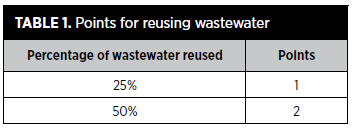 TABLE 1. Points for reusing wastewater
Percentage of wastewater reused Points
25% 1
50% 2